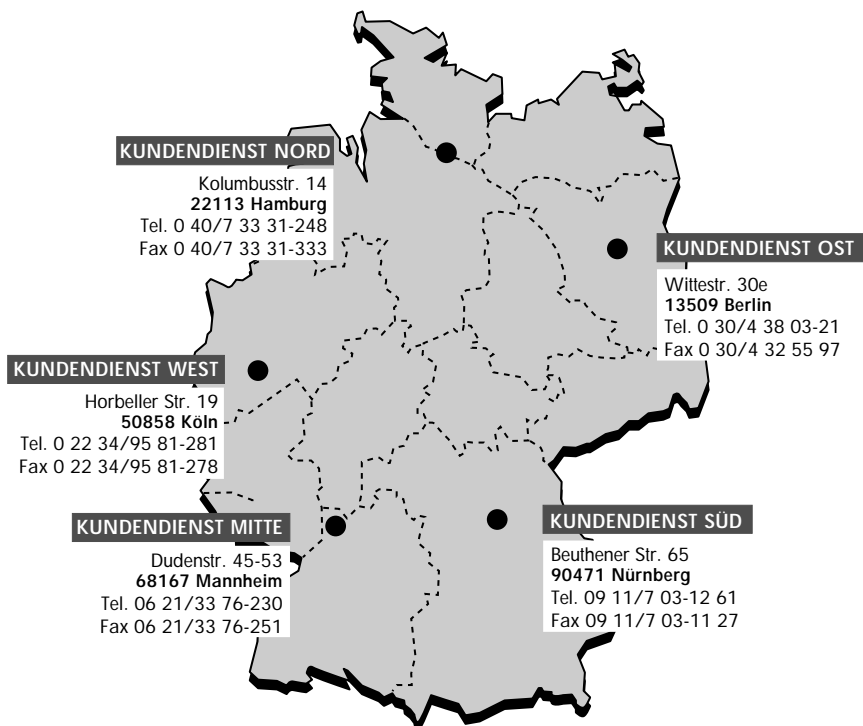 KUNDENDIENST NORD
Kolumbusstr. 14
22113 Hamburg
Tel. 0 40/7 33 31-248
Fax 0 40/7 33 31-333
KUNDENDIENST OST
Wittestr. 30e
13509 Berlin
Tel. 0 30/4 38 03-21
Fax 0 30/4 32 55 97
KUNDENDIENST WEST
Horbeller Str. 19
50858 Köln
Tel. 0 22 34/95 81-281
Fax 0 22 34/95 81-278
KUNDENDIENST MITTE
Dudenstr. 45-53
68167 Mannheim
Tel. 06 21/33 76-230
Fax 06 21/33 76-251
KUNDENDIENST SÜD
Beuthener Str. 65
90471 Nürnberg
Tel. 09 11/7 03-12 61
Fax 09 11/7 03-11 27